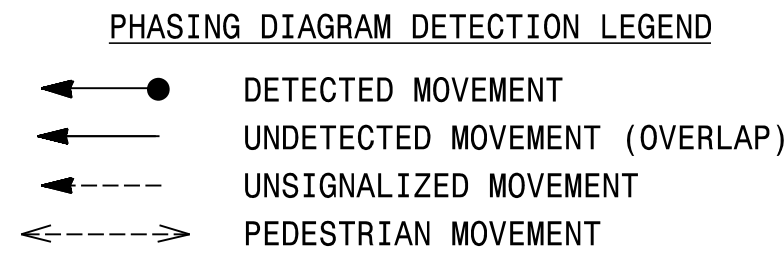 PHASING DIAGRAM DETECTION LEGEND
DETECTED MOVEMENT
UNDETECTED MOVEMENT (OVERLAP)
UNSIGNALIZED MOVEMENT
PEDESTRIAN MOVEMENT